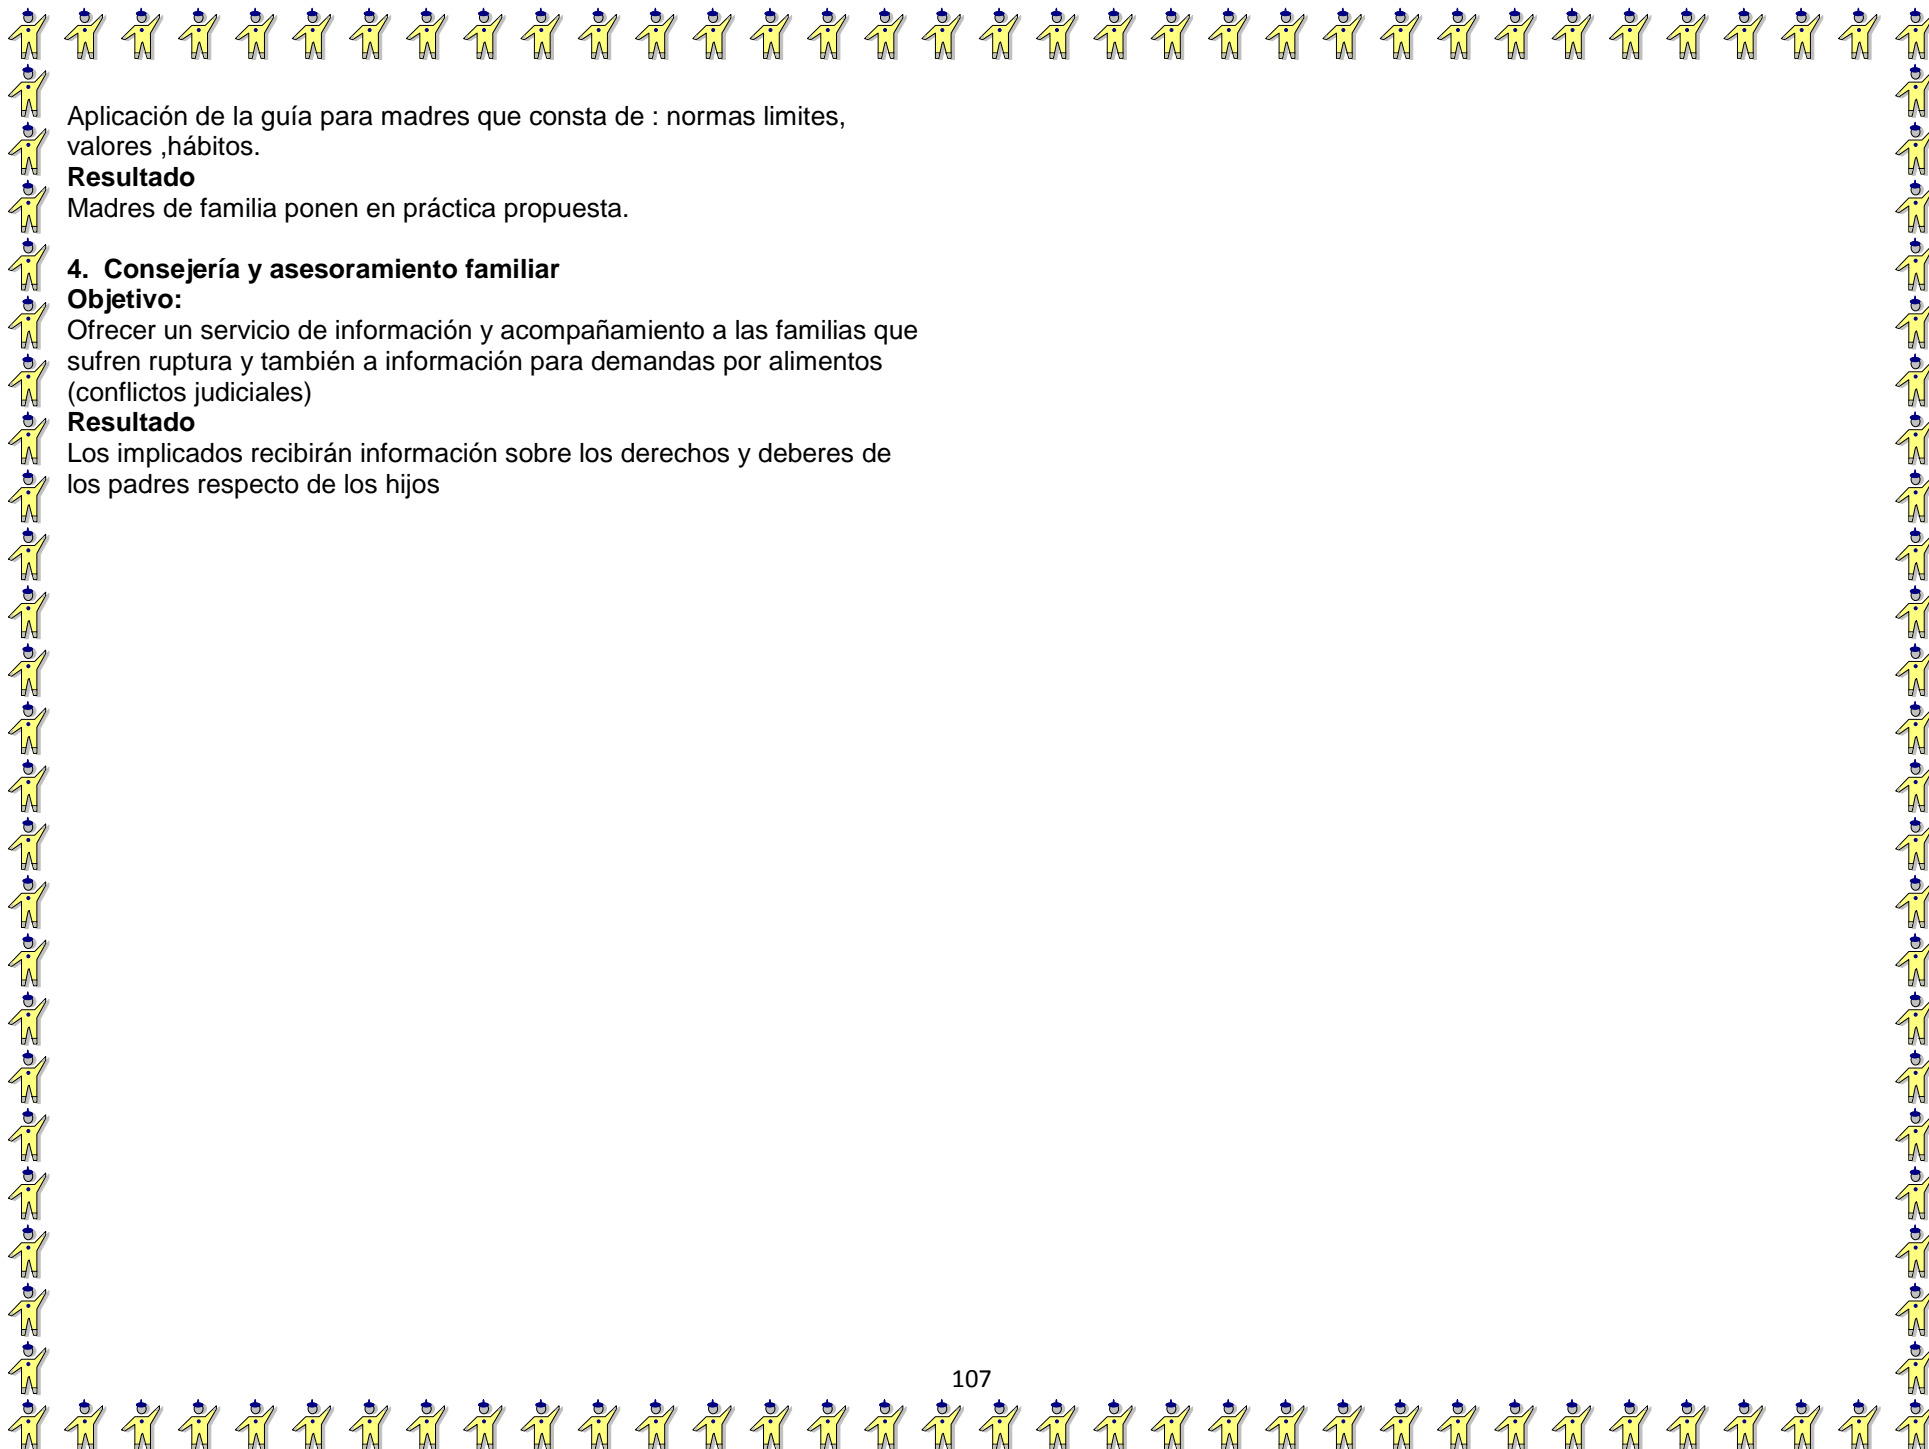 Aplicación de la guía para madres que consta de : normas limites,
valores ,hábitos.
Resultado
Madres de familia ponen en práctica propuesta.
4. Consejería y asesoramiento familiar
Objetivo:
Ofrecer un servicio de información y acompañamiento a las familias que
sufren ruptura y también a información para demandas por alimentos
(conflictos judiciales)
Resultado
Los implicados recibirán información sobre los derechos y deberes de
los padres respecto de los hijos
107